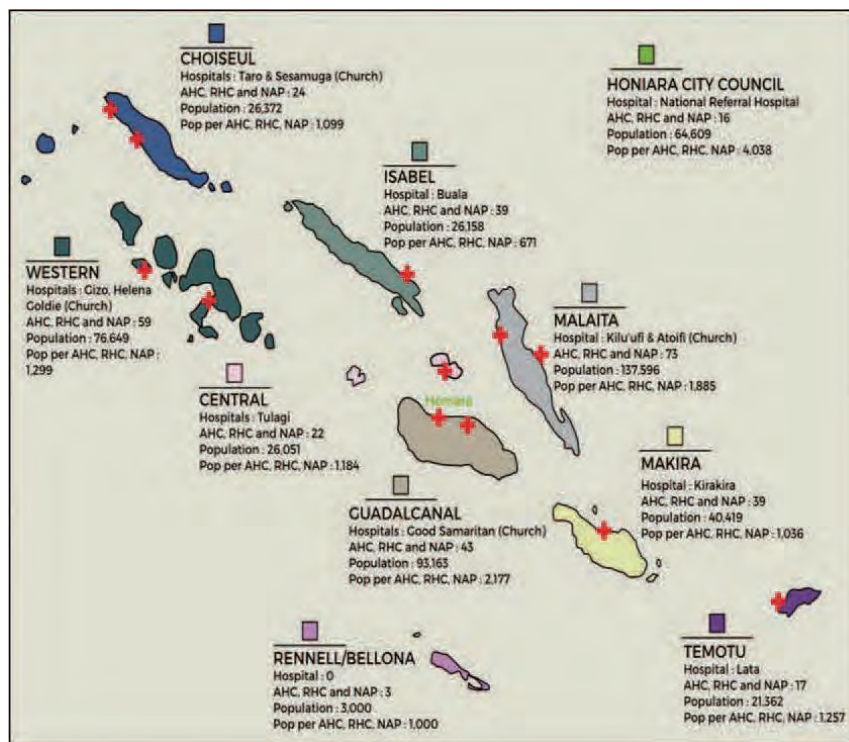 CHOISEUL
Hospitals : Taro & Sesamuga (Church)
AHC, RHC and NAP : 24
Population : 26,372
Pop per AHC, RHC, NAP : 1,099
HONIARA CITY COUNCIL
Hospital : National Referral Hospital
AHC, RHC and NAP : 16
Population : 64,609
Pop per AHC, RHC, NAP : 4,038
ISABEL
Hospital : Buala
AHC, RHC and NAP : 39
Population : 26,158
Pop per AHC, RHC, NAP : 671
WESTERN
Hospitals : Gizo, Helena
Goldie (Church)
AHC, RHC and NAP : 59
Population : 76,649
Pop per AHC, RHC, NAP :
1,299
MALAITA
Hospital : Kilu'ufi & Atoifi (Church)
AHC, RHC and NAP : 73
Population : 137,596
Pop per AHC, RHC, NAP : 1,885
CENTRAL
Hospitals : Tulagi
AHC, RHC and NAP : 22
Population : 26,051
Pop per AHC, RHC, NAP : 1,184
Honiara
GUADALCANAL
Hospitals : Good Samaritan (Church)
AHC, RHC and NAP : 43
Population : 93,163
Pop per AHC, RHC, NAP : 2,177
MAKIRA
Hospital : Kirakira
AHC, RHC and NAP : 39
Population : 40,419
Pop per AHC, RHC, NAP : 1,036
RENNELL/BELLONA
Hospital : 0
AHC, RHC and NAP : 3
Population : 3,000
Pop per AHC, RHC, NAP : 1,000
TEMOTU
Hospital : Lata
AHC, RHC and NAP : 17
Population : 21,362
Pop per AHC, RHC, NAP : 1,257